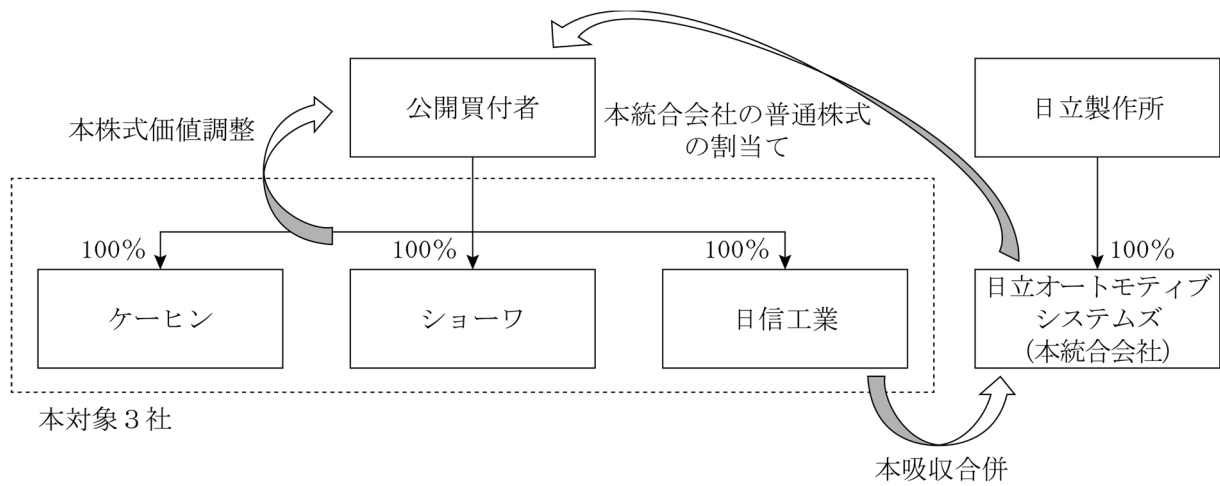 公開買付者
日立製作所
本株式価値調整
本統合会社の普通株式
の割当て
100%
100%
100%
100%
ケーヒン
ショーワ
日信工業
日立オートモティブ
システムズ
(本統合会社)
本対象3社
本吸収合併